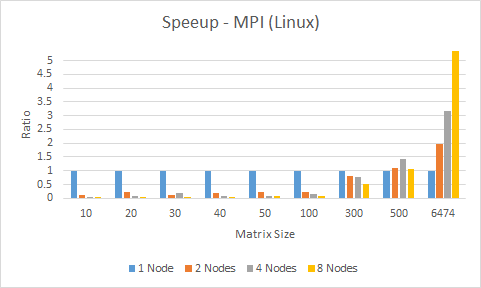 Speeup - MPI (Linux)
5
4.5
4
3.5
3
2.5
2
1.5
1
0.5
0
Ratio
10 20 30 40 50 100 300 500 6474
Matrix Size
1 Node 2 Nodes 4 Nodes 8 Nodes